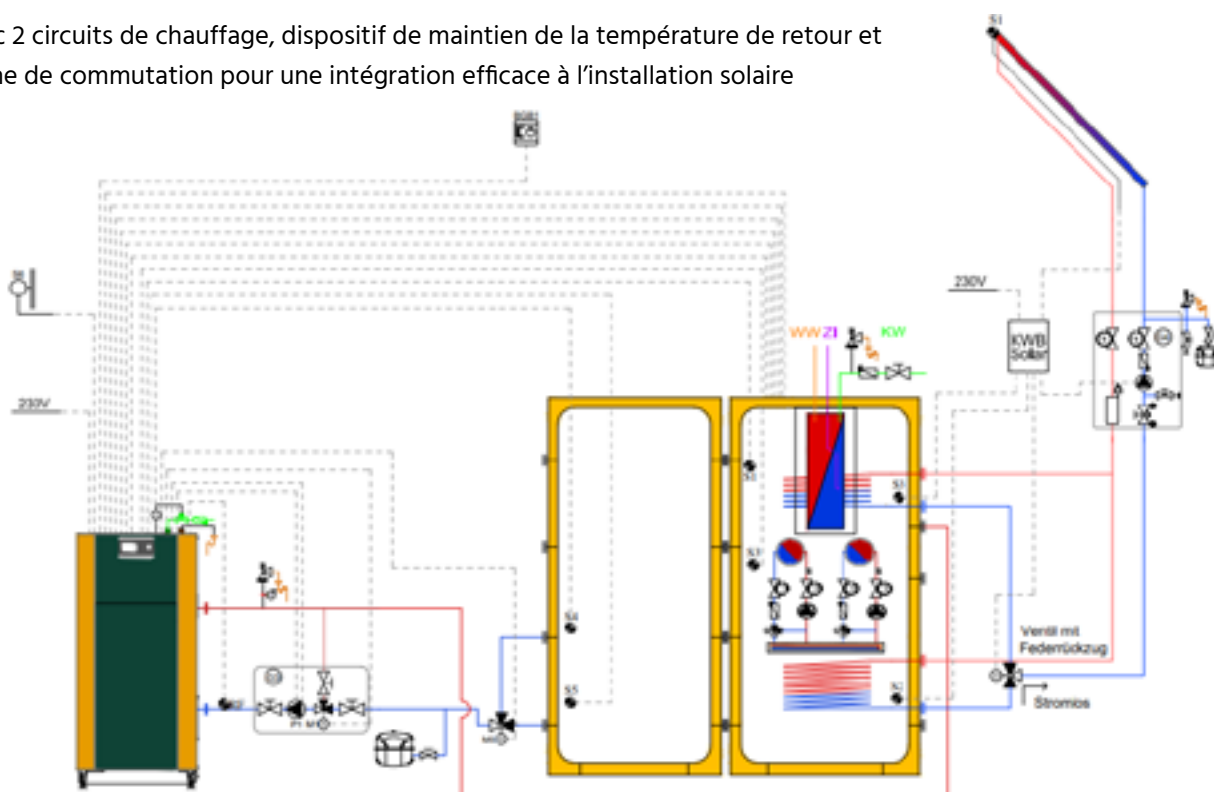 c 2 circuits de chauffage, dispositif de maintien de la température de retour et
ne de commutation pour une intégration efficace à l’installation solaire
S1
230V
KWB
Solar
WW ZI KW
230V
S3
S4
S5
S2
P1
Ventil mit
Federrückzug
Stromlos